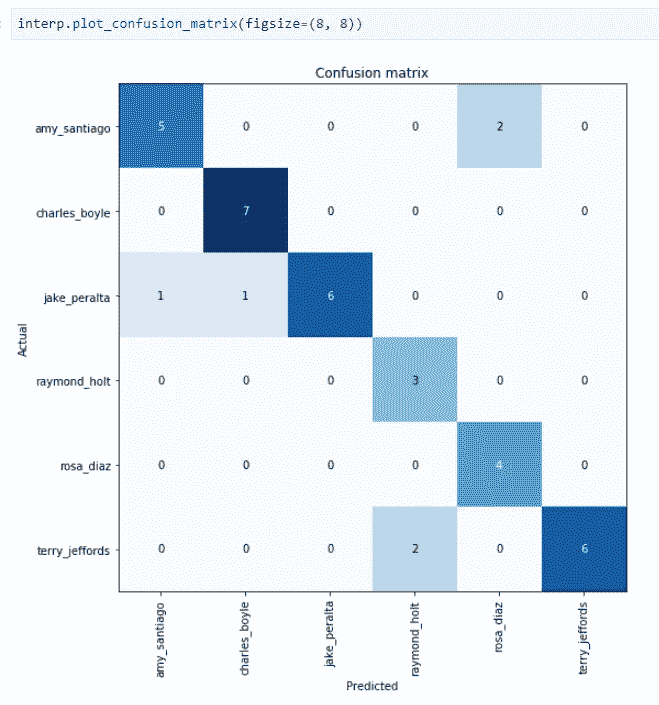 interp.plot_confusion_matrix(figsize=(8, 8))
Confusion matrix
amy_santiago 5 0 0 0 2 0
charles_boyle 0 7 0 0 0 0
jake_peralta 1 1 6 0 0 0
raymond_holt 0 0 0 3 0 0
rosa_diaz 0 0 0 0 4 0
terry_jeffords 0 0 0 2 0 6
Actual
amy_santiago
charles_boyle
jake_peralta
raymond_holt
rosa_diaz
terry_jeffords
Predicted